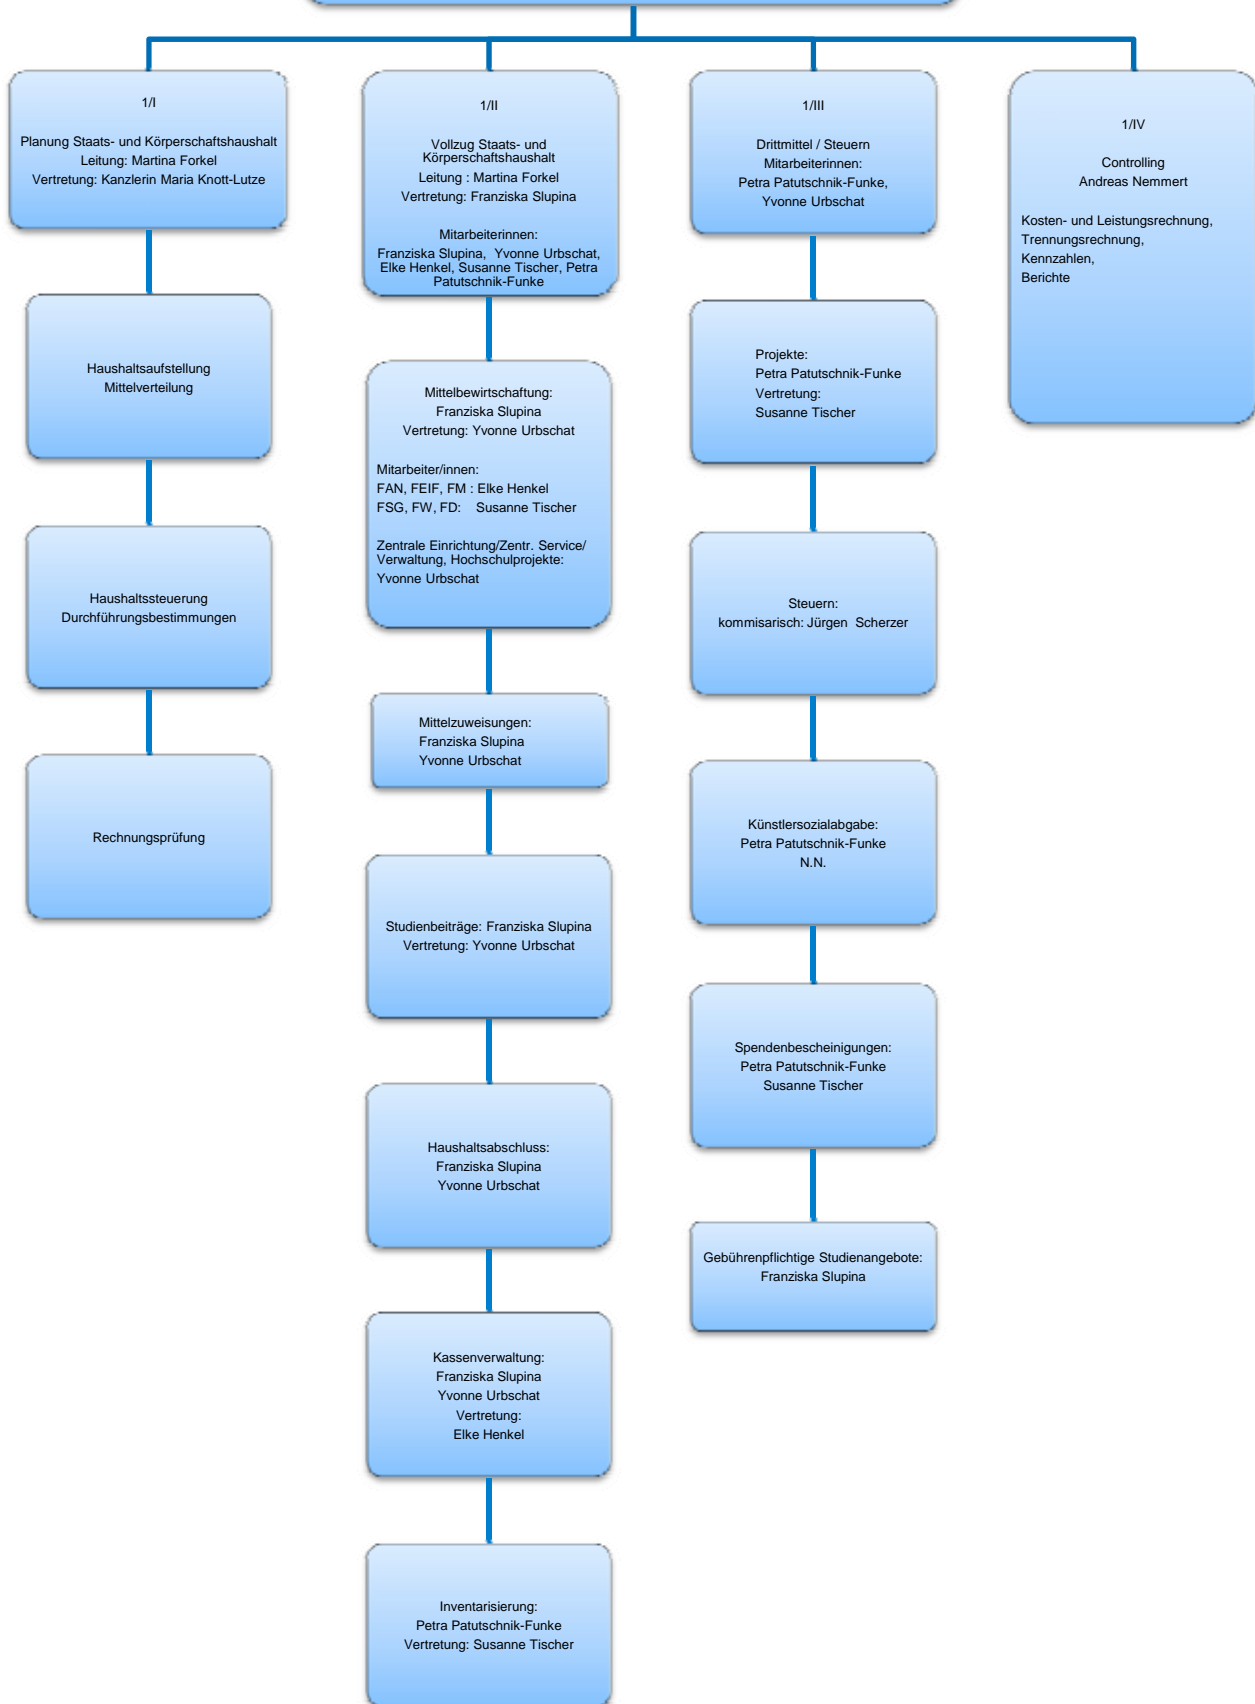 1/I
Planung Staats- und Körperschaftshaushalt
Leitung: Martina Forkel
Vertretung: Kanzlerin Maria Knott-Lutze
Haushaltsaufstellung
Mittelverteilung
Haushaltssteuerung
Durchführungsbestimmungen
Rechnungsprüfung
1/II
Vollzug Staats- und
Körperschaftshaushalt
Leitung : Martina Forkel
Vertretung: Franziska Slupina
Mitarbeiterinnen:
Franziska Slupina, Yvonne Urbschat,
Elke Henkel, Susanne Tischer, Petra
Patutschnik-Funke
Mittelbewirtschaftung:
Franziska Slupina
Vertretung: Yvonne Urbschat
Mitarbeiter/innen:
FAN, FEIF, FM : Elke Henkel
FSG, FW, FD: Susanne Tischer
Zentrale Einrichtung/Zentr. Service/
Verwaltung, Hochschulprojekte:
Yvonne Urbschat
Mittelzuweisungen:
Franziska Slupina
Yvonne Urbschat
Studienbeiträge: Franziska Slupina
Vertretung: Yvonne Urbschat
Haushaltsabschluss:
Franziska Slupina
Yvonne Urbschat
Kassenverwaltung:
Franziska Slupina
Yvonne Urbschat
Vertretung:
Elke Henkel
Inventarisierung:
Petra Patutschnik-Funke
Vertretung: Susanne Tischer
1/III
Drittmittel / Steuern
Mitarbeiterinnen:
Petra Patutschnik-Funke,
Yvonne Urbschat
Projekte:
Petra Patutschnik-Funke
Vertretung:
Susanne Tischer
Steuern:
kommisarisch: Jürgen Scherzer
Künstlersozialabgabe:
Petra Patutschnik-Funke
N.N.
Spendenbescheinigungen:
Petra Patutschnik-Funke
Susanne Tischer
Gebührenpflichtige Studienangebote:
Franziska Slupina
1/IV
Controlling
Andreas Nemmert
Kosten- und Leistungsrechnung,
Trennungsrechnung,
Kennzahlen,
Berichte